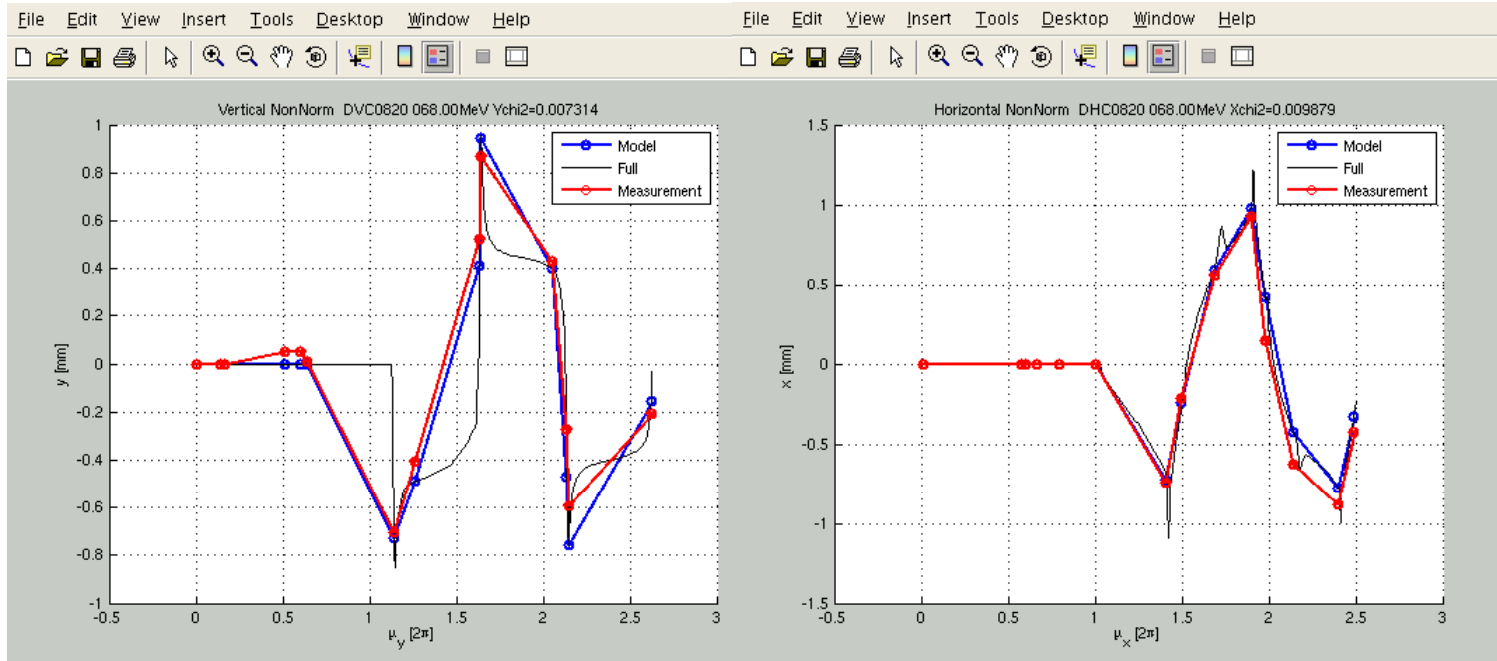 File Edit View Insert Tools Desktop Window Help
Vertical NonNorm DVC0820 068.00MeV Ychi2=0.007314
1
0.8
0.6
0.4
0.2
0
-0.2
-0.4
-0.6
-0.8
-1
y [mm]
-0.5 0 0.5 1 1.5 2 2.5 3
μy [2π]
Model
Full
Measurement
File Edit View Insert Tools Desktop Window Help
Horizontal NonNorm DHC0820 068.00MeV Xchi2=0.009879
1.5
1
0.5
0
-0.5
-1
-1.5
x [mm]
-0.5 0 0.5 1 1.5 2 2.5 3
μx [2π]
Model
Full
Measurement